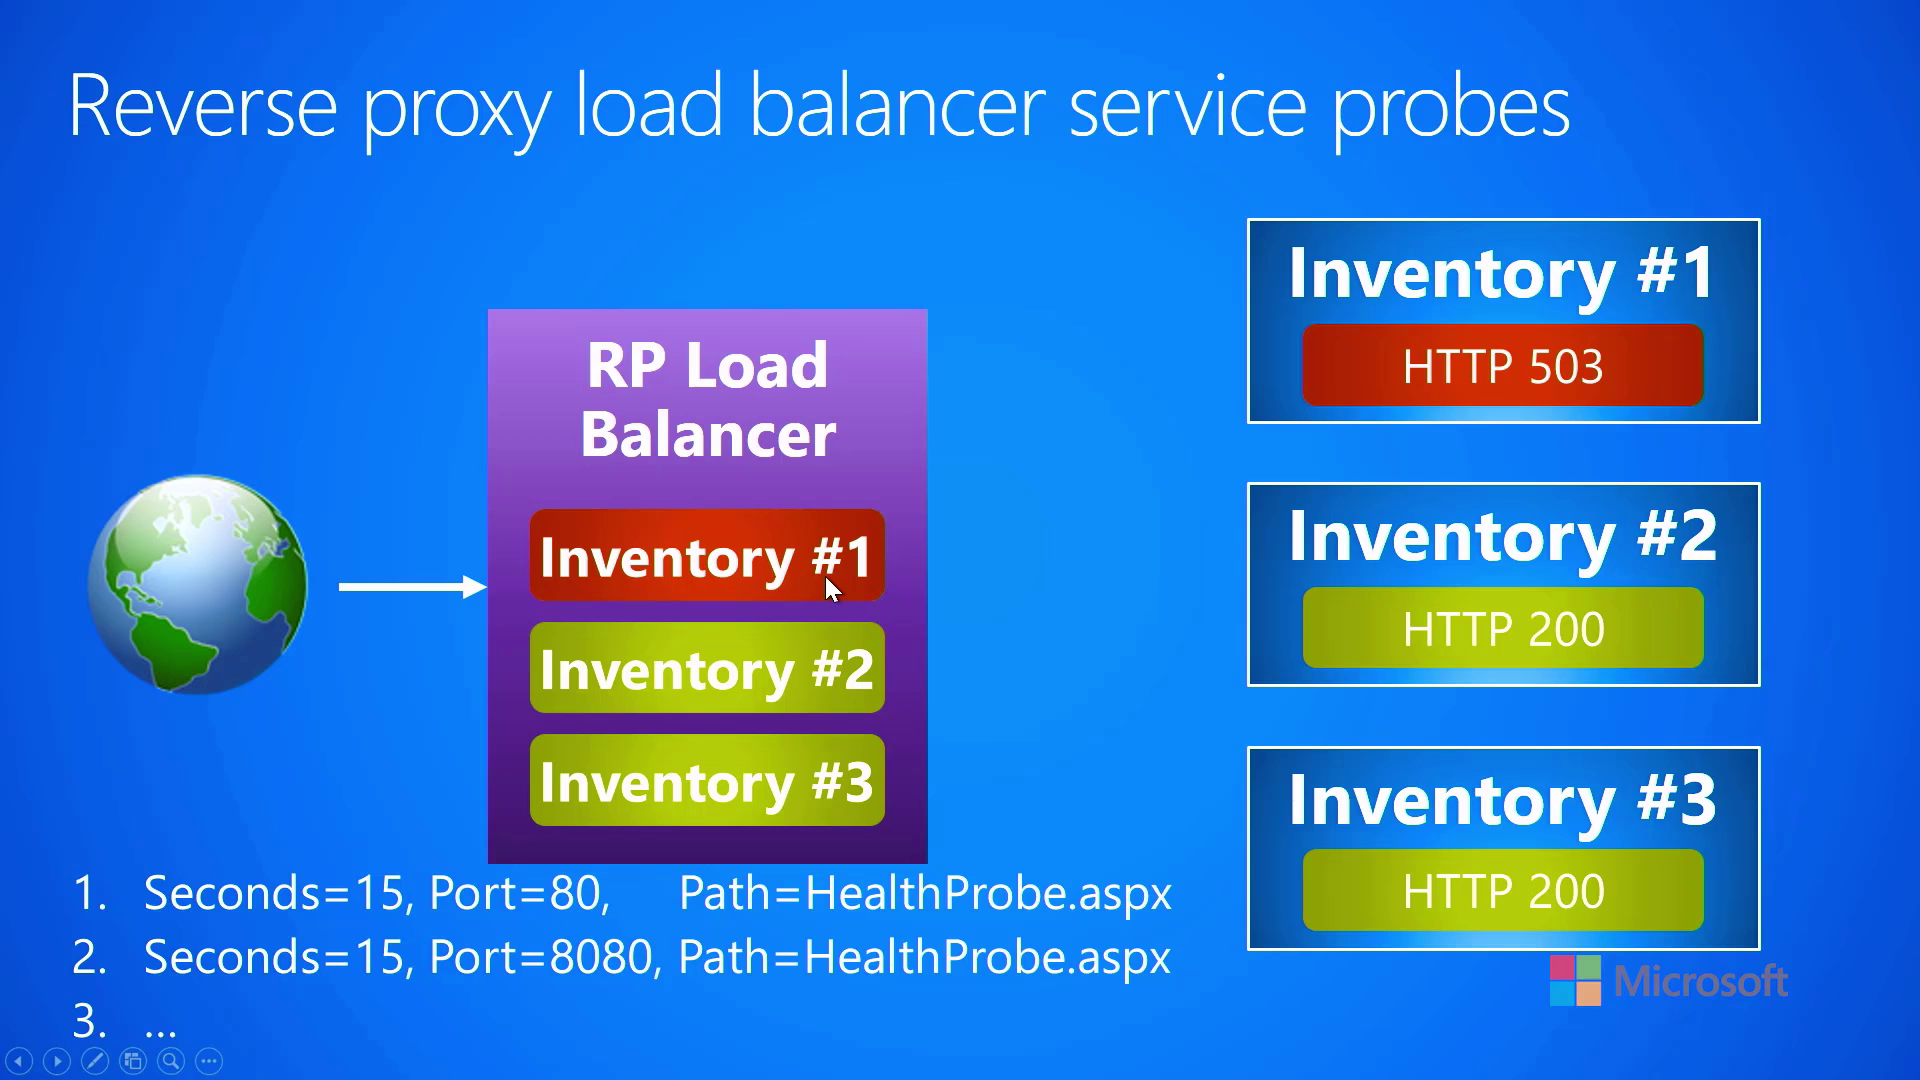 Reverse proxy load balancer service probes
RP Load
Balancer
Inventory #1
Inventory #2
Inventory #3
Inventory #1
HTTP 503
Inventory #2
HTTP 200
Inventory #3
HTTP 200
1. Seconds=15, Port=80, Path=HealthProbe.aspx
2. Seconds=15, Port=8080, Path=HealthProbe.aspx
3. ...
Microsoft